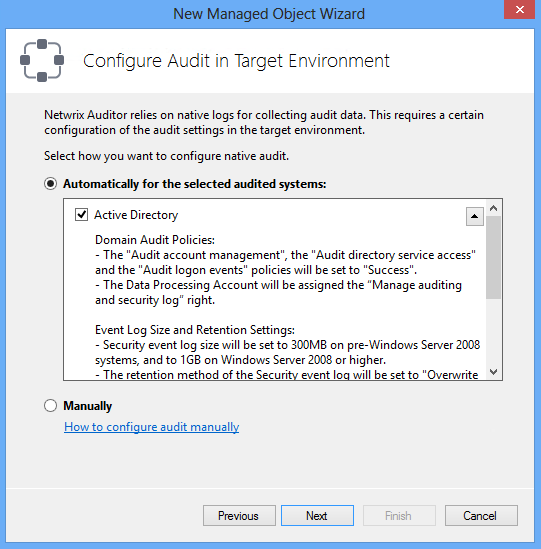 New Managed Object Wizard
Configure Audit in Target Environment
Netwrix Auditor relies on native logs for collecting audit data. This requires a certain
configuration of the audit settings in the target environment.
Select how you want to configure native audit.
Automatically for the selected audited systems:
Active Directory
Domain Audit Policies:
- The "Audit account management", the "Audit directory service access"
and the "Audit logon events" policies will be set to "Success".
- The Data Processing Account will be assigned the “Manage auditing
and security log” right.
Event Log Size and Retention Settings:
- Security event log size will be set to 300MB on pre-Windows Server 2008
systems, and to 1GB on Windows Server 2008 or higher.
- The retention method of the Security event log will be set to "Overwrite
Manually
How to configure audit manually
Previous Next Finish Cancel